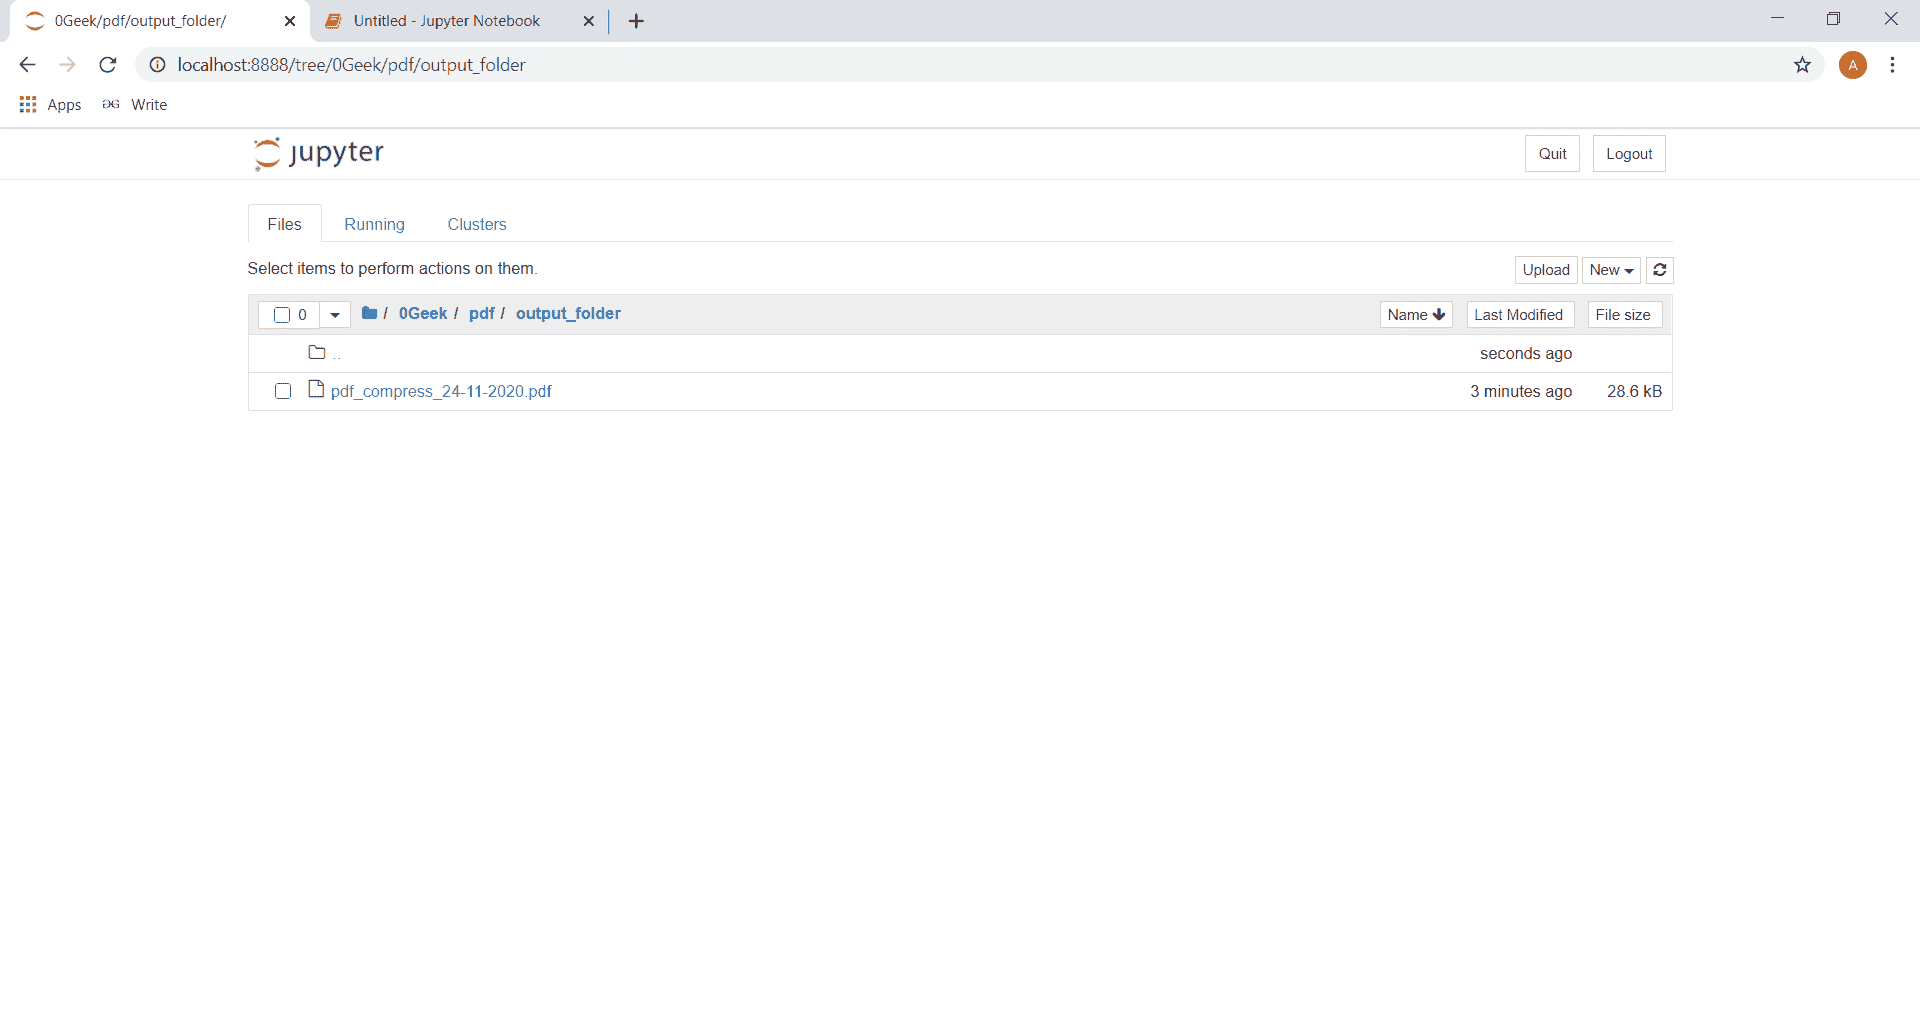 0Geek/pdf/output_folder/ Untitled - Jupyter Notebook
localhost:8888/tree/0Geek/pdf/output_folder A
Apps GG Write
jupyter Quit Logout
Files Running Clusters
Select items to perform actions on them. Upload New
0 / 0Geek / pdf / output_folder Name Last Modified File size
.. seconds ago
pdf_compress_24-11-2020.pdf 3 minutes ago 28.6 kB